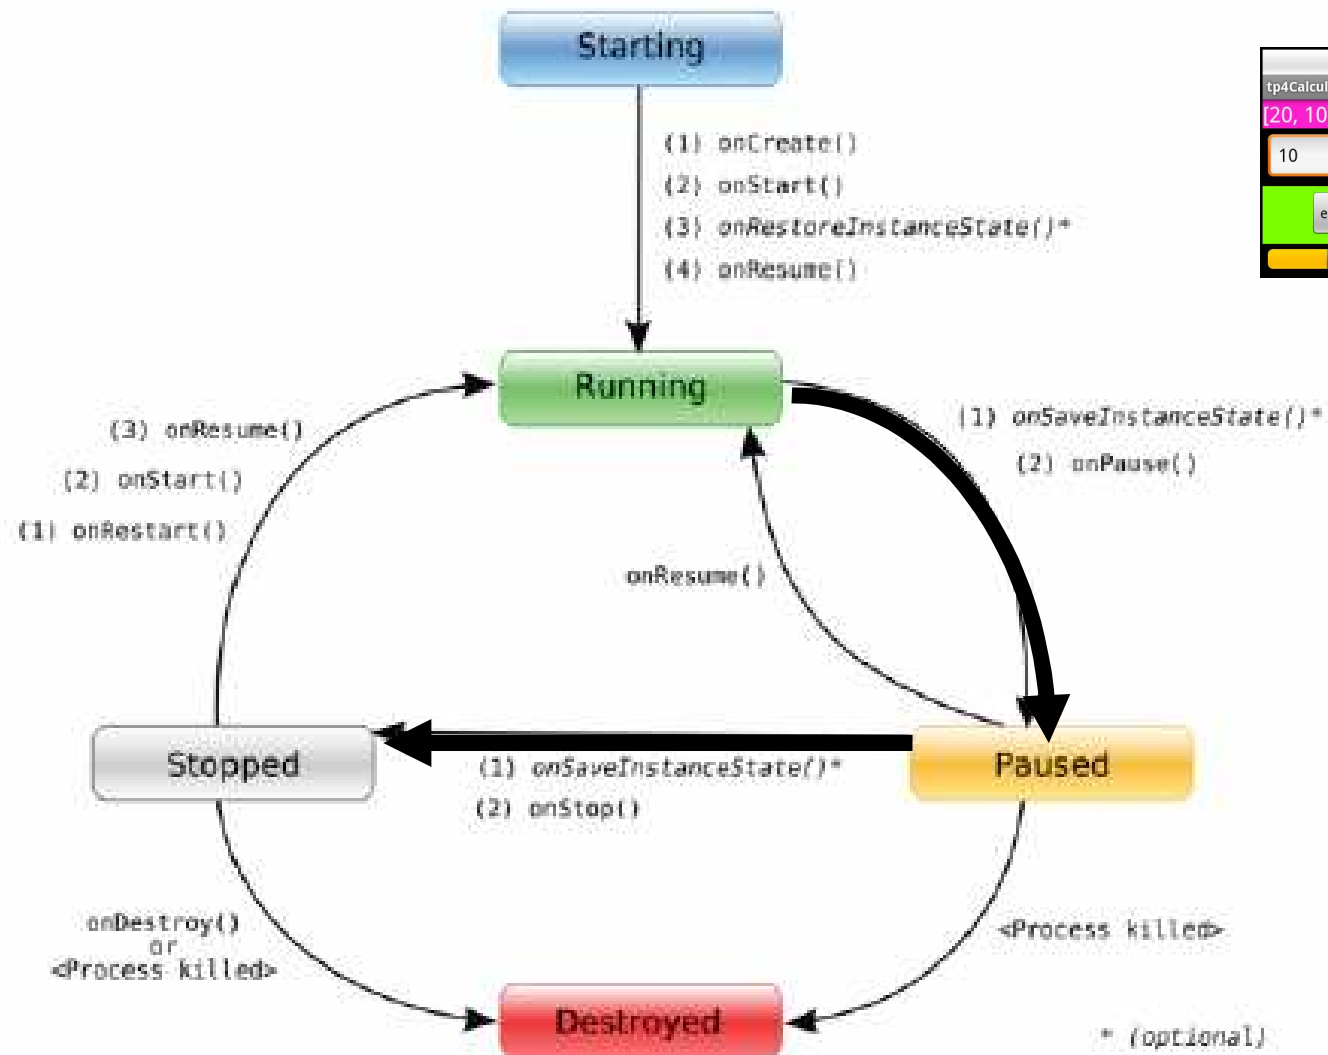 Starting
tp4Calcul
[20, 10
10
e
(1) onCreate()
(2) onStart()
(3) onRestoreInstanceState()*
(4) onResume()
Running
(1) onSaveInstanceState()*
(2) onPause()
(3) onResume()
(2) onStart()
(1) onRestart()
onResume()
Stopped
Paused
(1) onSaveInstanceState()*
(2) onStop()
onDestroy()
or
<Process killed>
<Process killed>
Destroyed
* (optional)